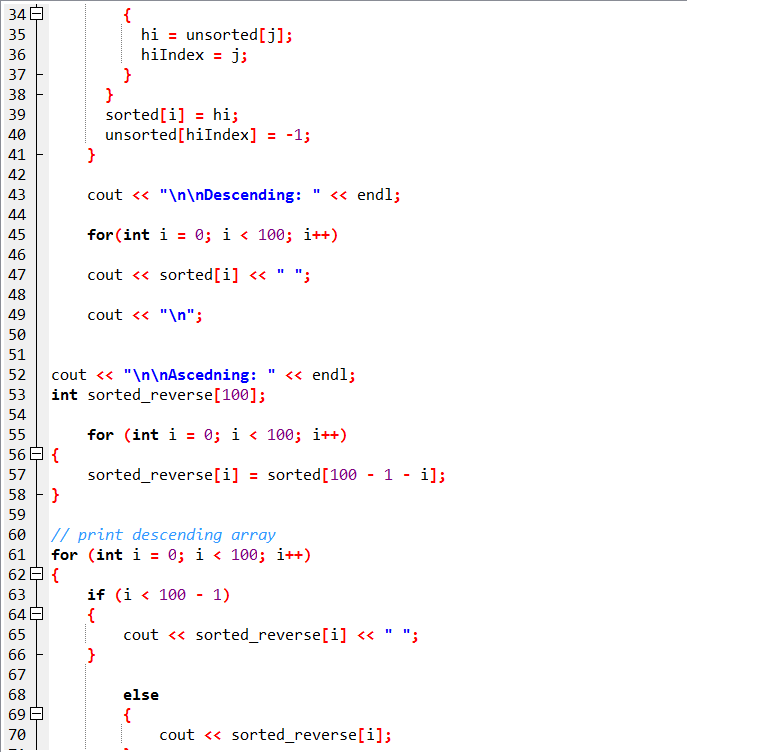 34 {
35 hi = unsorted[j];
36 hiIndex = j;
37 }
38 }
39 sorted[i] = hi;
40 unsorted[hiIndex] = -1;
41 }
42
43 cout << "\n\nDescending: " << endl;
44
45 for(int i = 0; i < 100; i++)
46
47 cout << sorted[i] << " ";
48
49 cout << "\n";
50
51
52 cout << "\n\nAscedning: " << endl;
53 int sorted_reverse[100];
54
55 for (int i = 0; i < 100; i++)
56 {
57 sorted_reverse[i] = sorted[100 - 1 - i];
58 }
59
60 // print descending array
61 for (int i = 0; i < 100; i++)
62 {
63 if (i < 100 - 1)
64 {
65 cout << sorted_reverse[i] << " ";
66 }
67
68 else
69 {
70 cout << sorted_reverse[i];